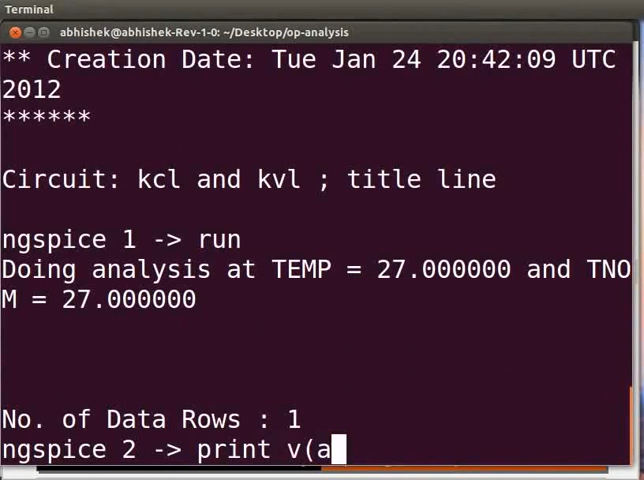 Terminal
abhishek@abhishek-Rev-1-0: ~/Desktop/op-analysis
** Creation Date: Tue Jan 24 20:42:09 UTC
2012
******
Circuit: kcl and kvl ; title line
ngspice 1 -> run
Doing analysis at TEMP = 27.000000 and TNO
M = 27.000000
No. of Data Rows : 1
ngspice 2 -> print v(a